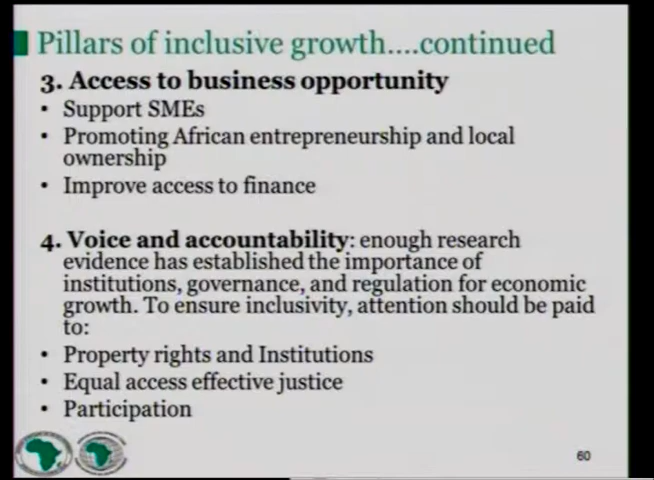 Pillars of inclusive growth....continued
3. Access to business opportunity
• Support SMEs
• Promoting African entrepreneurship and local
ownership
• Improve access to finance
4. Voice and accountability: enough research
evidence has established the importance of
institutions, governance, and regulation for economic
growth. To ensure inclusivity, attention should be paid
to:
• Property rights and Institutions
• Equal access effective justice
• Participation
60